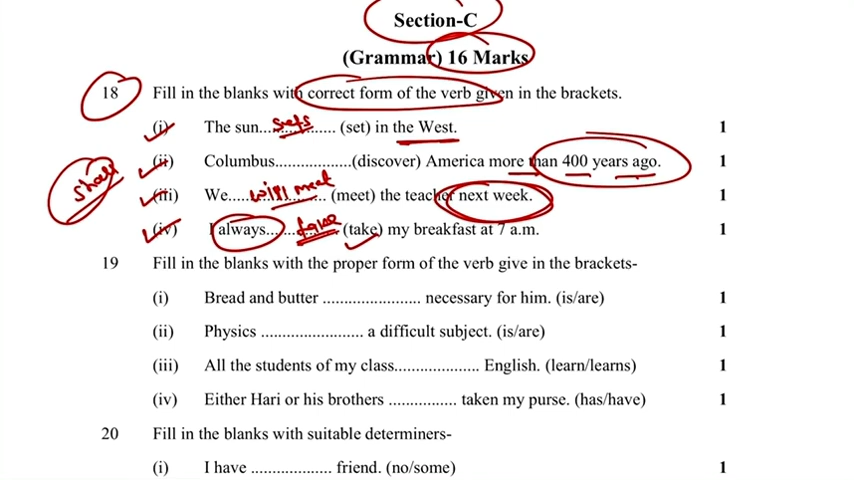 Section-C
(Grammar) 16 Marks
18 Fill in the blanks with correct form of the verb given in the brackets.
(i) The sun....sets....... (set) in the West. 1
(ii) Columbus..................(discover) America more than 400 years ago. 1
shall
(iii) We.....will meet.... (meet) the teacher next week. 1
(iv) I always....take.... (take) my breakfast at 7 a.m. 1
19 Fill in the blanks with the proper form of the verb give in the brackets-
(i) Bread and butter ....................... necessary for him. (is/are) 1
(ii) Physics ......................... a difficult subject. (is/are) 1
(iii) All the students of my class.................... English. (learn/learns) 1
(iv) Either Hari or his brothers ................ taken my purse. (has/have) 1
20 Fill in the blanks with suitable determiners-
(i) I have ................... friend. (no/some) 1